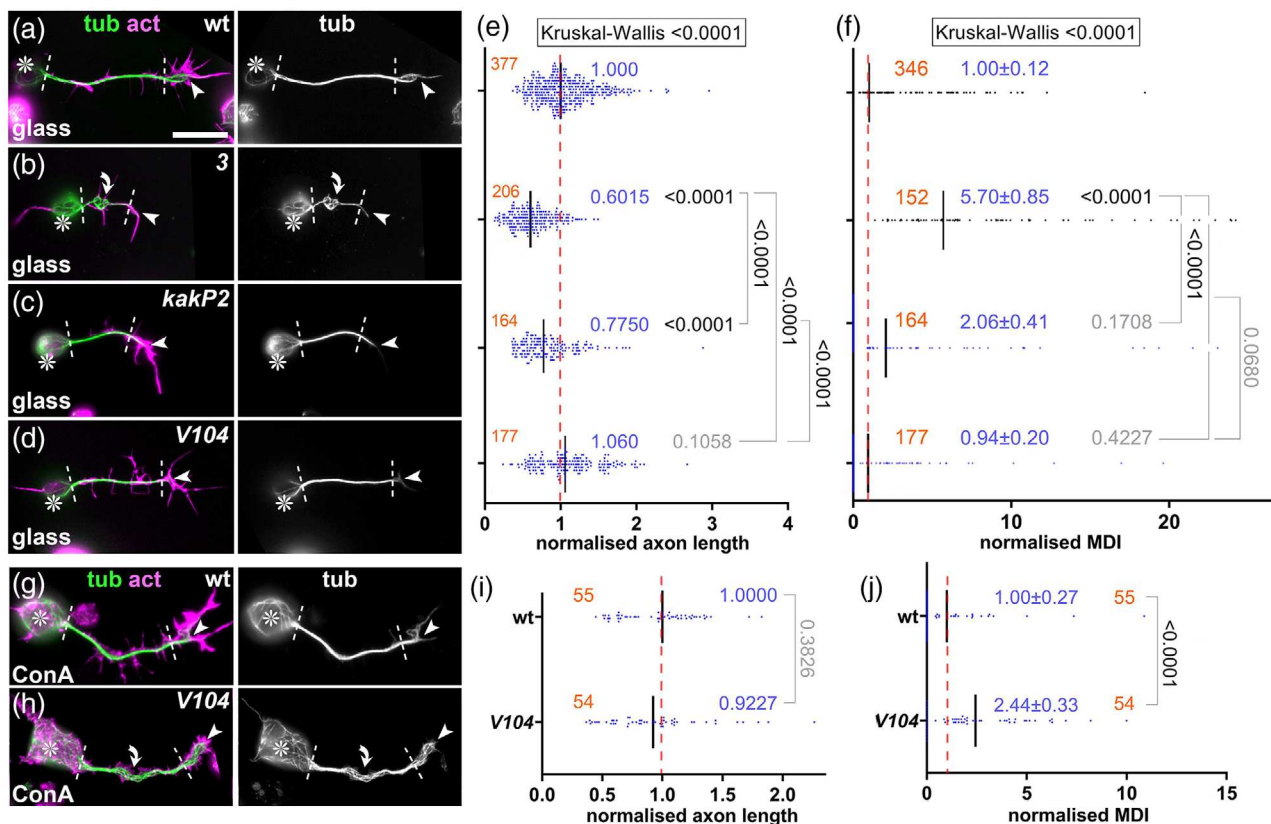 (a) tub act wt tub
glass
(b) 3
glass
(c) kakP2
glass
(d) V104
glass
(e) Kruskal-Wallis <0.0001
377 1.000
206 0.6015 <0.0001
<0.0001
<0.0001
164 0.7750 <0.0001
<0.0001
177 1.060 0.1058
0 1 2 3 4
normalised axon length
(f) Kruskal-Wallis <0.0001
346 1.00±0.12
152 5.70±0.85 <0.0001
<0.0001
164 2.06±0.41 0.1708
0.0680
177 0.94±0.20 0.4227
0 10 20
normalised MDI
(g) tub act wt tub
ConA
(h) V104
ConA
(i)
wt 55 1.0000
0.3826
V104 54 0.9227
0.0 0.5 1.0 1.5 2.0
normalised axon length
(j)
wt 1.00±0.27 55
<0.0001
V104 2.44±0.33 54
0 5 10 15
normalised MDI